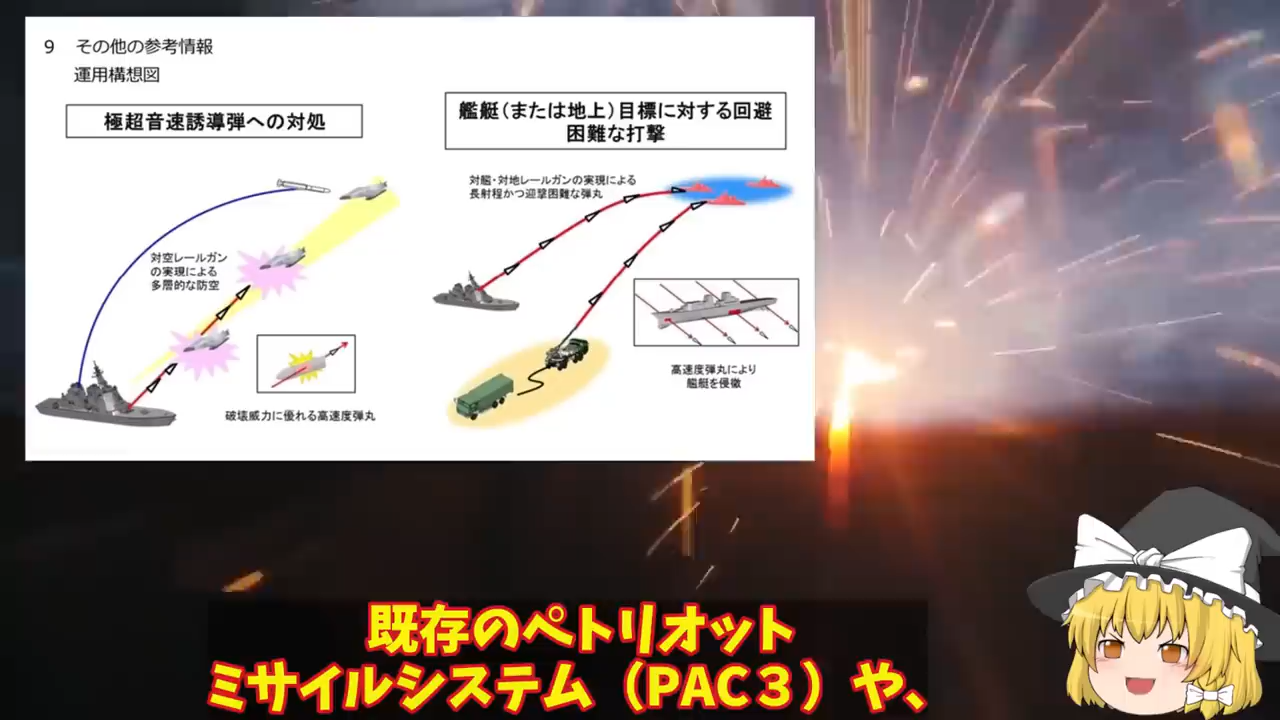 9 その他の参考情報
運用構想図
極超音速誘導弾への対処
対空レールガン
の実現による
多層的な防空
破壊威力に優れる高速度弾丸
艦艇(または地上)目標に対する回避
困難な打撃
対艦・対地レールガンの実現による
長射程かつ迎撃困難な弾丸
高速度弾丸により
艦艇を侵徹
既存のペトリオット
ミサイルシステム（PAC３）や、